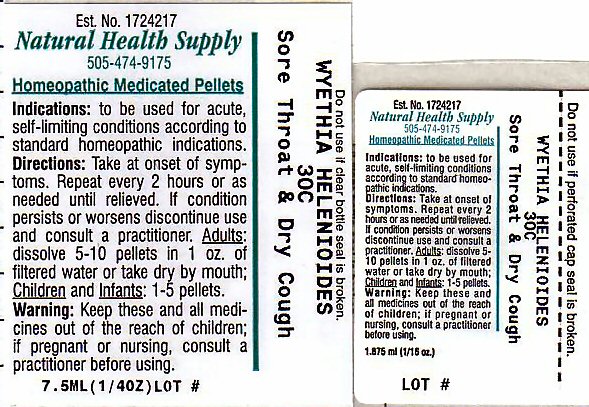 Est. No. 1724217
Natural Health Supply
505-474-9175
Homeopathic Medicated Pellets
Indications: to be used for acute,
self-limiting conditions according to
standard homeopathic indications.
Directions: Take at onset of symp-
toms. Repeat every 2 hours or as
needed until relieved. If condition
persists or worsens discontinue use
and consult a practitioner. Adults:
dissolve 5-10 pellets in 1 oz. of
filtered water or take dry by mouth;
Children and Infants: 1-5 pellets.
Warning: Keep these and all medi-
cines out of the reach of children;
if pregnant or nursing, consult a
practitioner before using.
7.5ML(1/4OZ)LOT #
Do not use if clear bottle seal is broken.
WYETHIA HELENIOIDES
30C
Sore Throat & Dry Cough
Est. No. 1724217
Natural Health Supply
505-474-9175
Homeopathic Medicated Pellets
Indications: to be used for
acute, self-limiting conditions
according to standard homeo-
pathic indications.
Directions: Take at onset of
symptoms. Repeat every 2
hours or as needed until relieved.
If condition persists or worsens
discontinue use and consult a
practitioner. Adults: dissolve 5-
10 pellets in 1 oz. of filtered
water or take dry by mouth;
Children and Infants: 1-5 pellets.
Warning: Keep these and
all medicines out of the reach
of children; if pregnant or
nursing, consult a practitioner
before using.
1.875 ml (1/16 oz.)
LOT #
Do not use if perforated cap seal is broken.
WYETHIA HELENIOIDES
30C
Sore Throat & Dry Cough